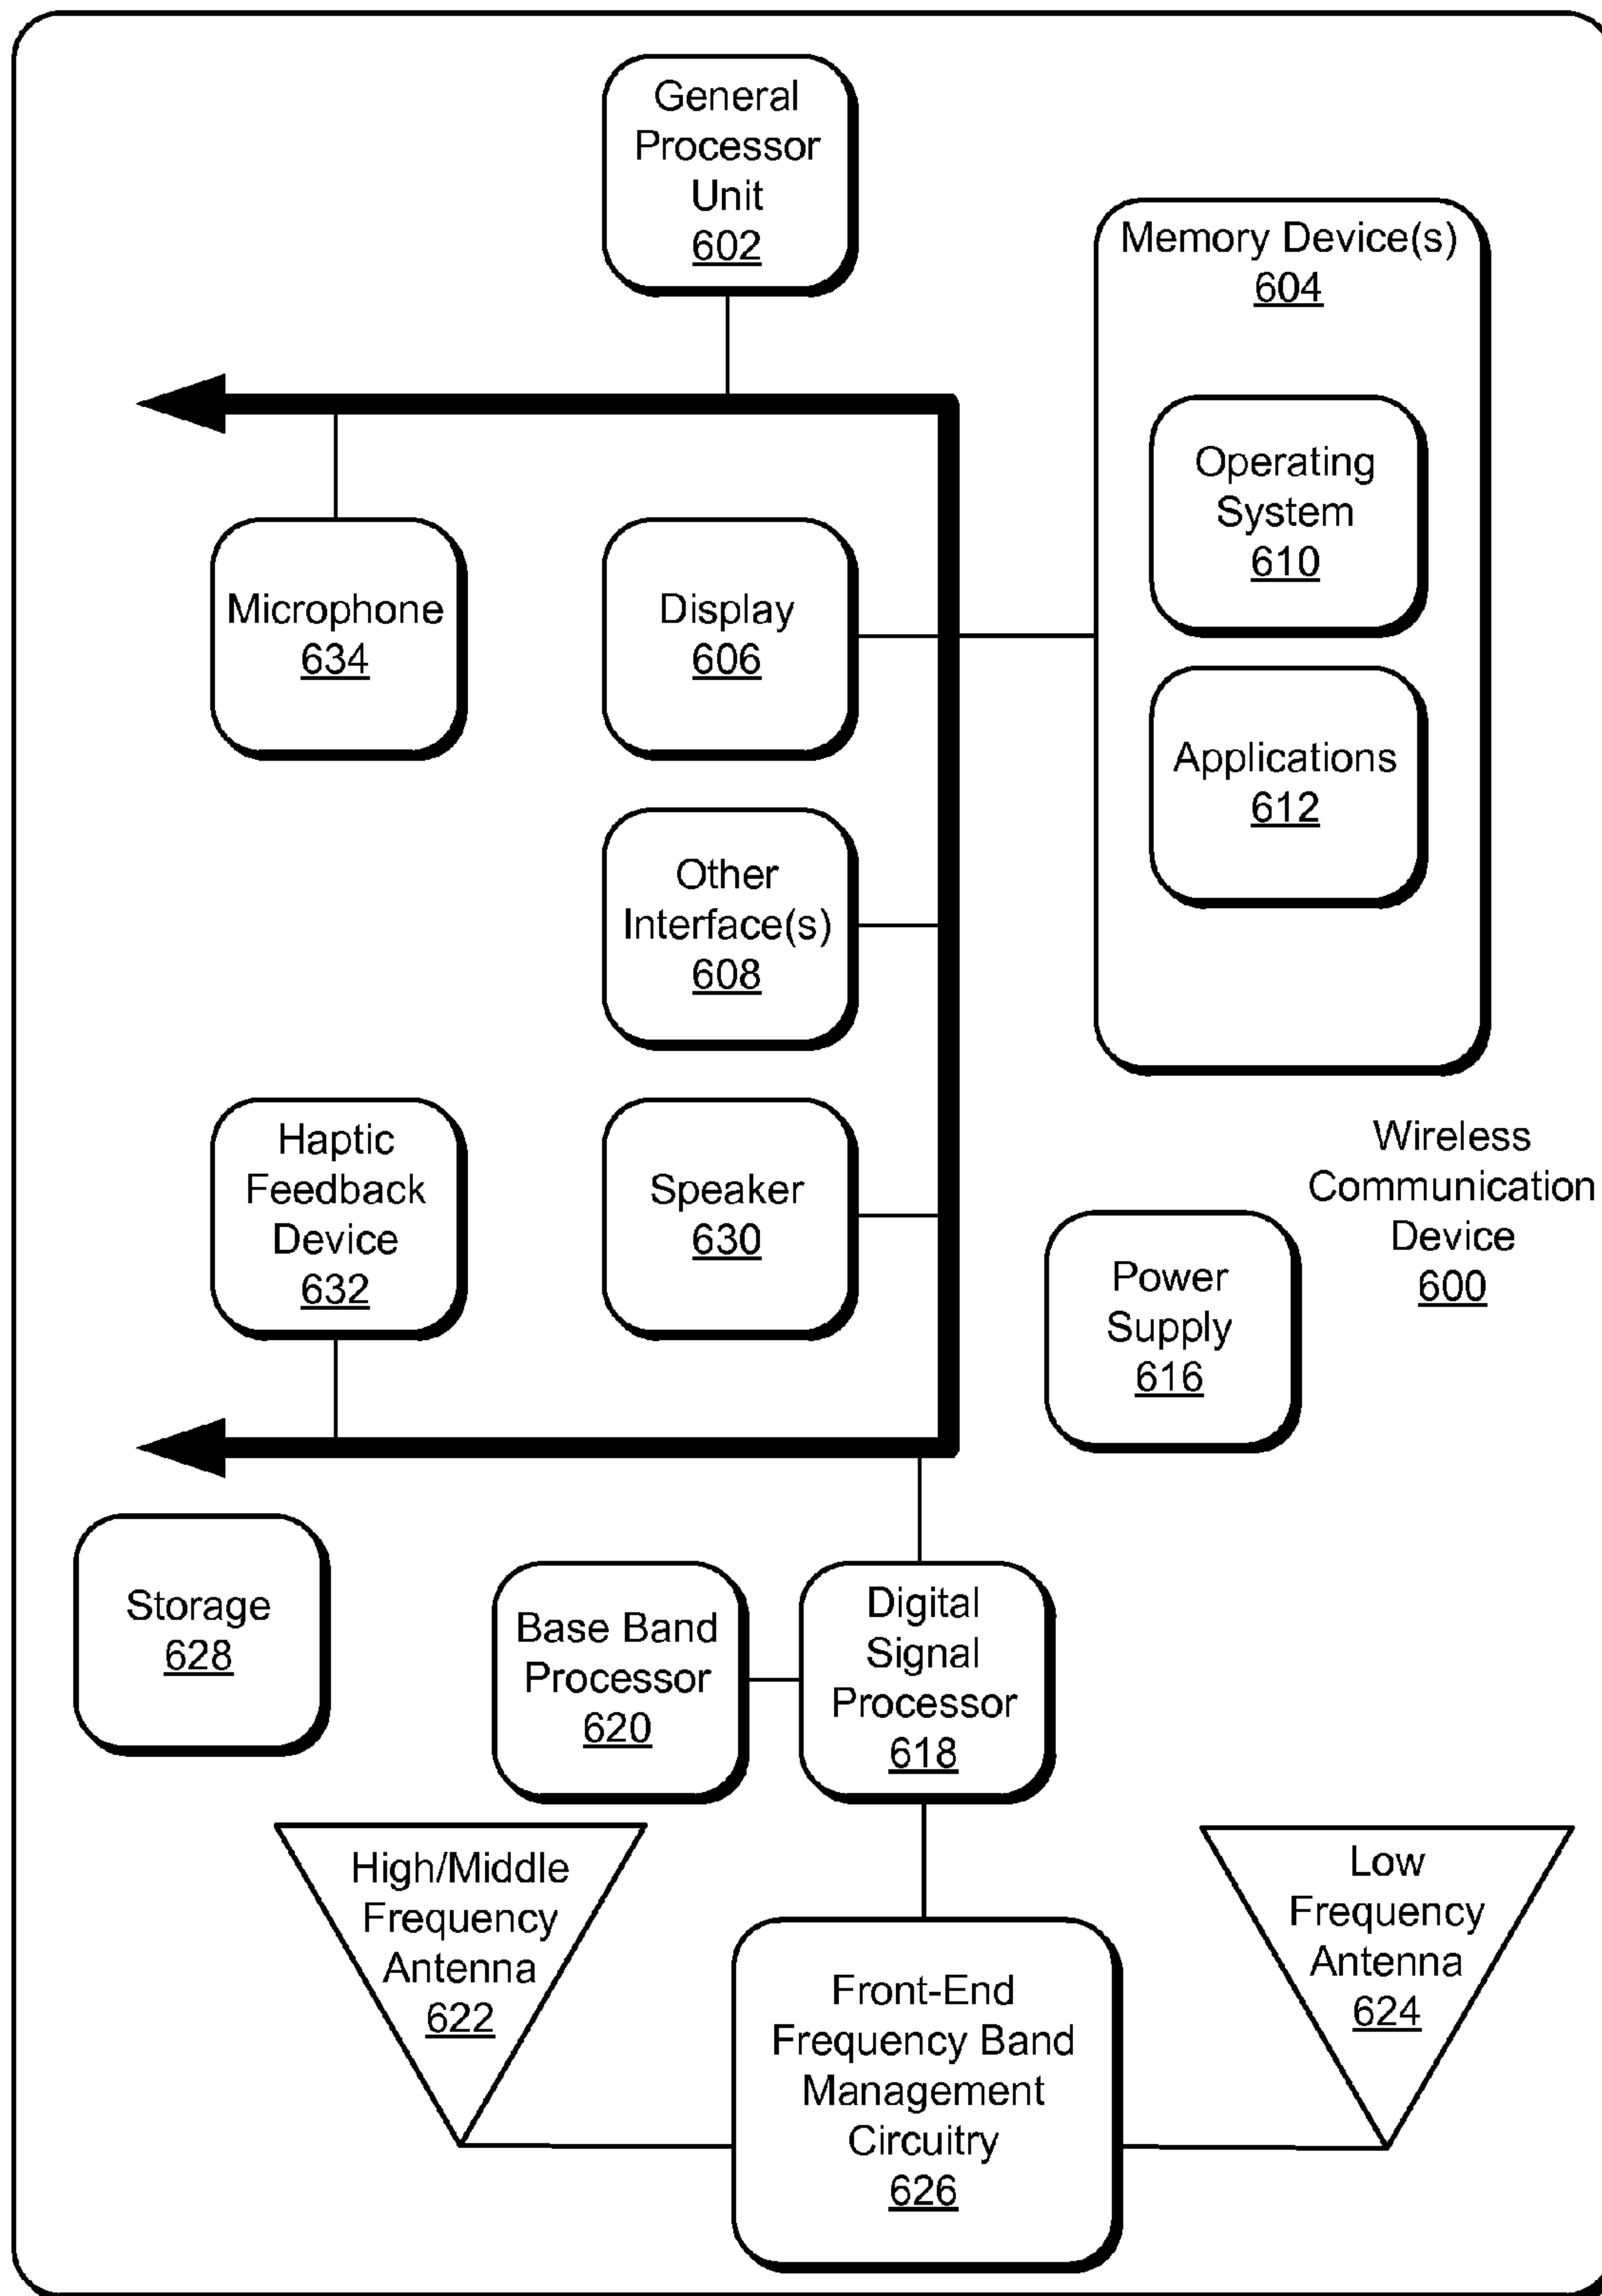 General
Processor
Unit
602
Memory Device(s)
604
Operating
System
610
Applications
612
Microphone
634
Display
606
Other
Interface(s)
608
Haptic
Feedback
Device
632
Speaker
630
Wireless
Communication
Device
600
Power
Supply
616
Storage
628
Base Band
Processor
620
Digital
Signal
Processor
618
High/Middle
Frequency
Antenna
622
Front-End
Frequency Band
Management
Circuitry
626
Low
Frequency
Antenna
624